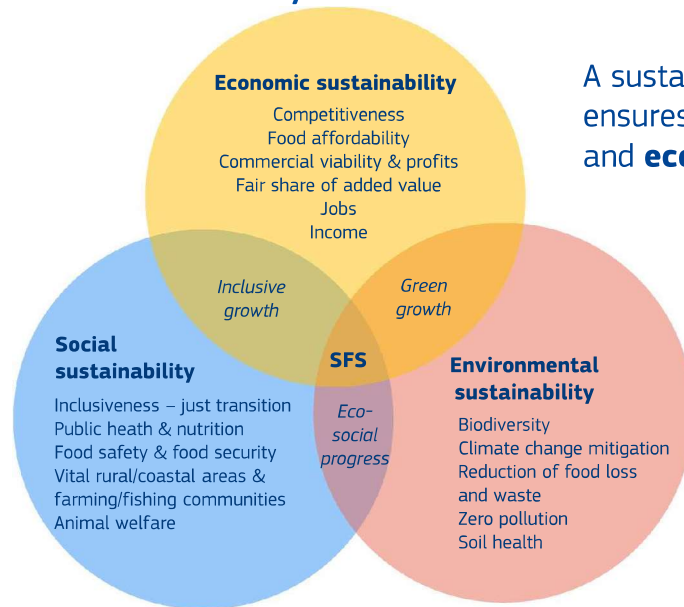 Economic sustainability
Competitiveness
Food affordability
Commercial viability & profits
Fair share of added value
Jobs
Income
A susta
ensures
and eco
Inclusive
growth
Green
growth
SFS
Eco-
social
progress
Social
sustainability
Inclusiveness – just transition
Public heath & nutrition
Food safety & food security
Vital rural/coastal areas &
farming/fishing communities
Animal welfare
Environmental
sustainability
Biodiversity
Climate change mitigation
Reduction of food loss
and waste
Zero pollution
Soil health